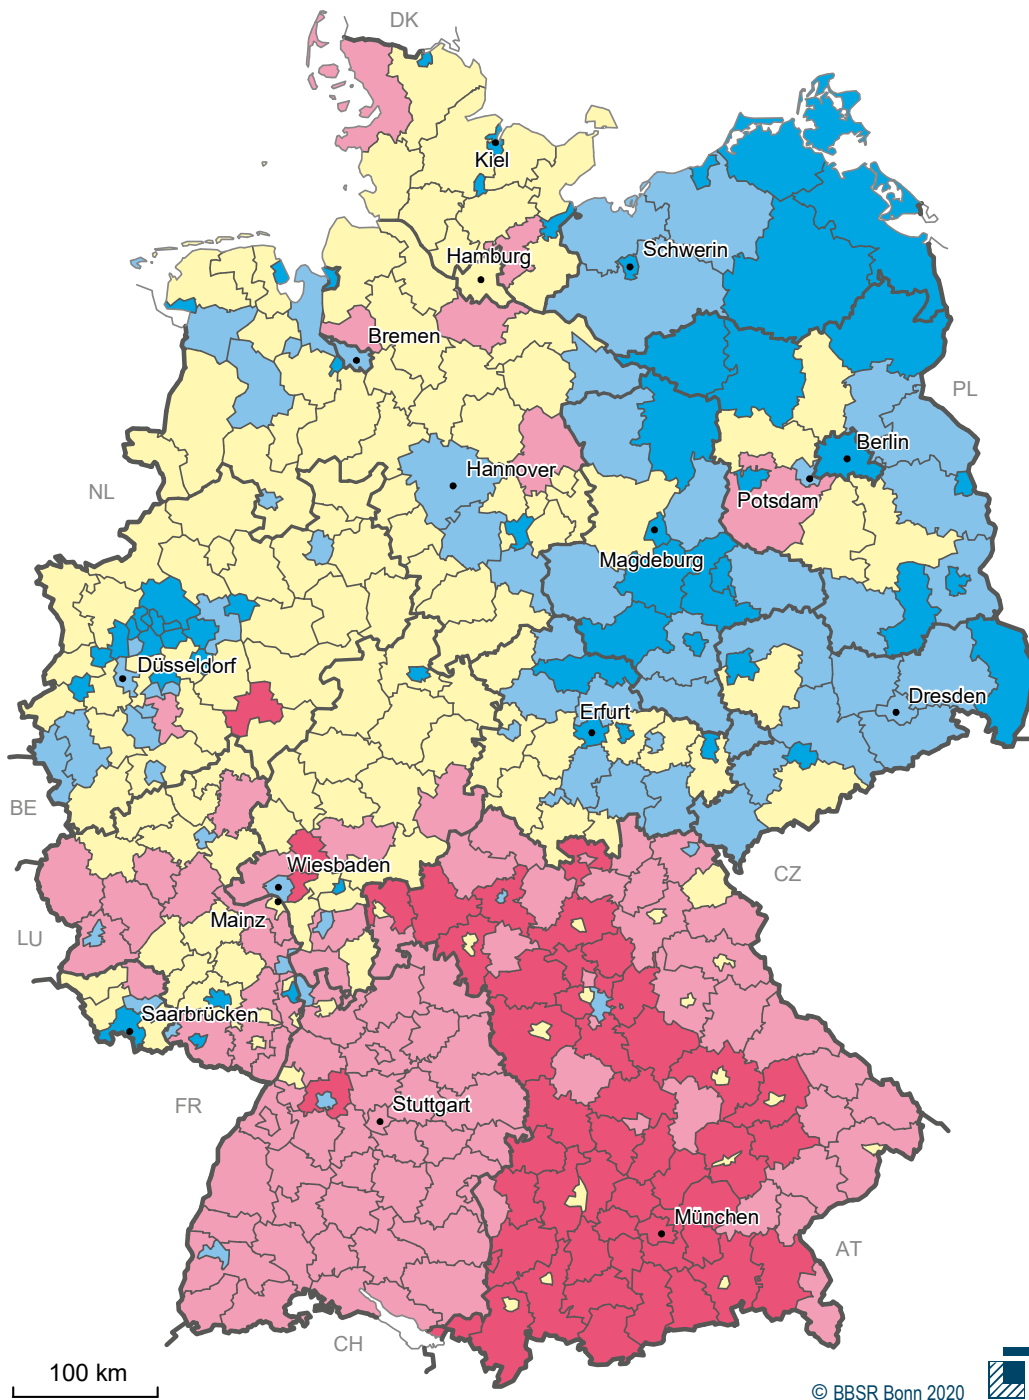 DK
Kiel
Schwerin
Hamburg
Bremen
PL
Berlin
Hannover
NL
Potsdam
Magdeburg
Düsseldorf
Dresden
Erfurt
BE
Wiesbaden
CZ
Mainz
LU
Saarbrücken
FR
Stuttgart
München
AT
CH
100 km
© BBSR Bonn 2020